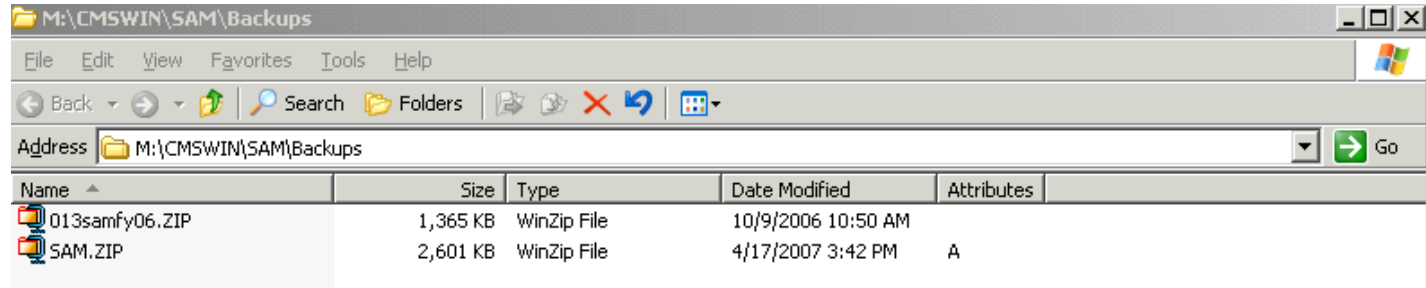 M:\CMSWIN\SAM\Backups
File Edit View Favorites Tools Help
Back Search Folders
Address M:\CMSWIN\SAM\Backups Go
Name Size Type Date Modified Attributes
013samfy06.ZIP 1,365 KB WinZip File 10/9/2006 10:50 AM
SAM.ZIP 2,601 KB WinZip File 4/17/2007 3:42 PM A